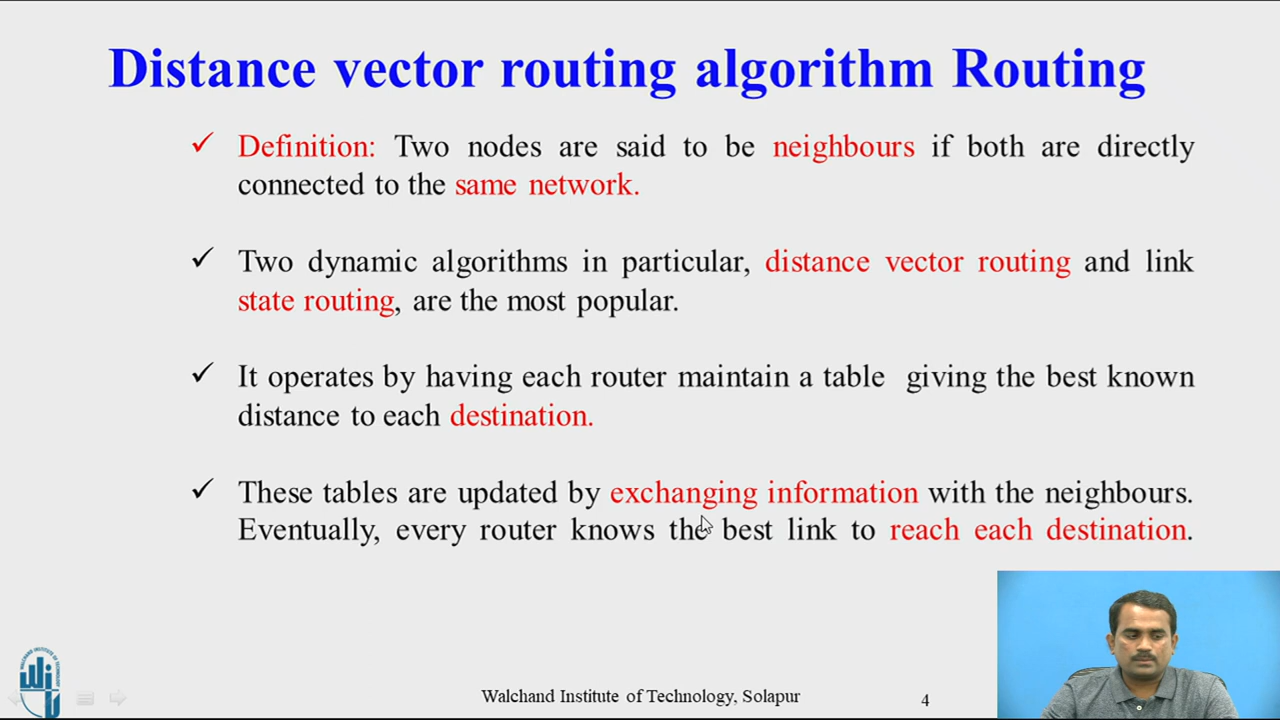 Distance vector routing algorithm Routing
✓ Definition: Two nodes are said to be neighbours if both are directly
connected to the same network.
✓ Two dynamic algorithms in particular, distance vector routing and link
state routing, are the most popular.
✓ It operates by having each router maintain a table giving the best known
distance to each destination.
✓ These tables are updated by exchanging information with the neighbours.
Eventually, every router knows the best link to reach each destination.
WALCHAND INSTITUTE OF TECHNOLOGY
Walchand Institute of Technology, Solapur
4